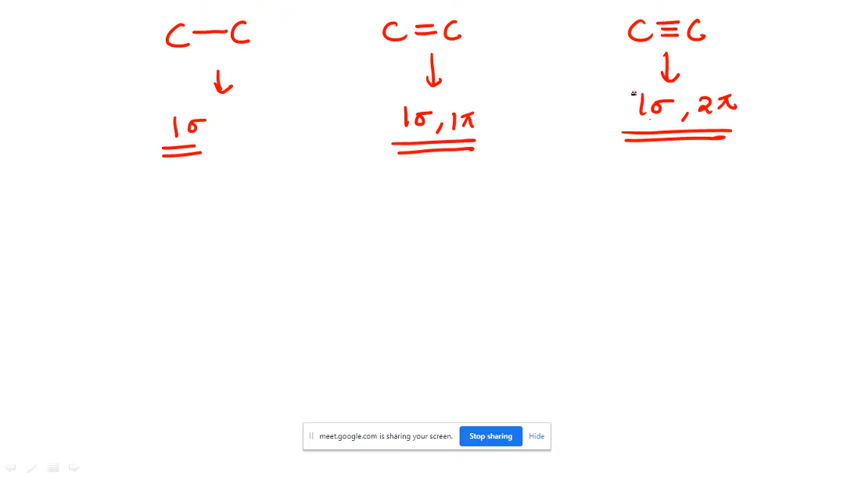 C—C C=C C≡C
1σ 1σ, 1π 1σ, 2π
meet.google.com is sharing your screen. Stop sharing Hide